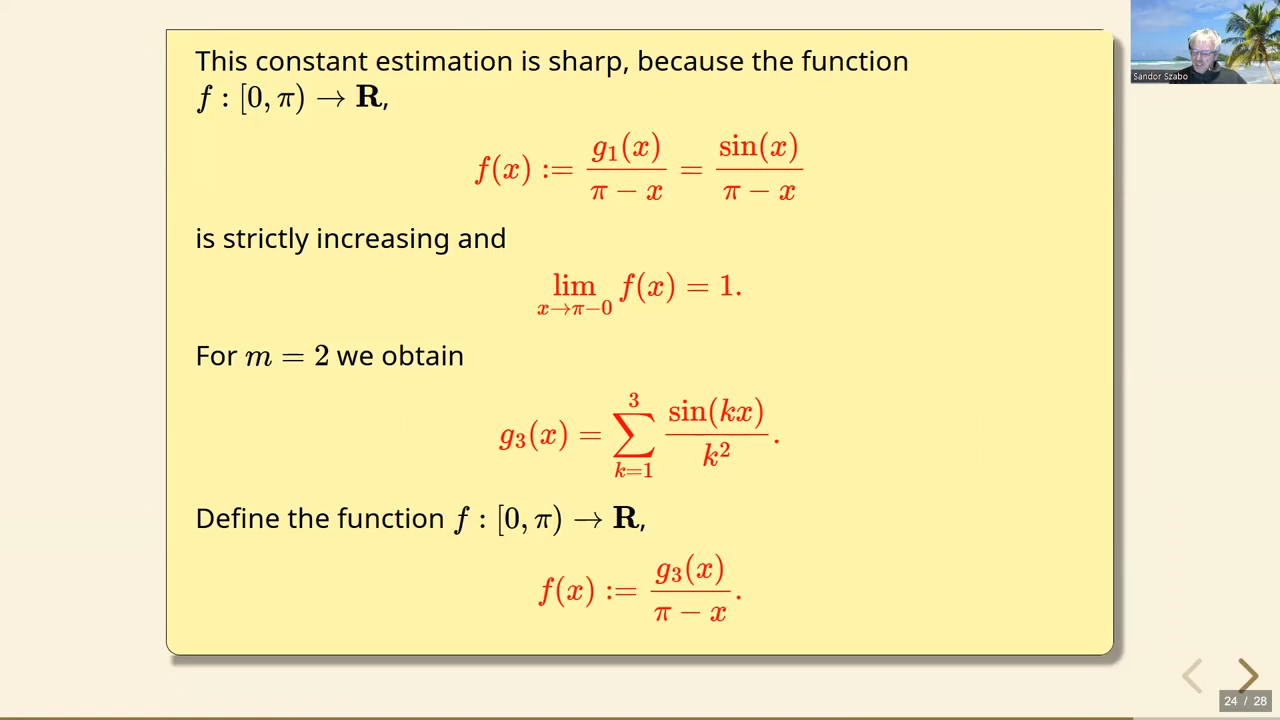 This constant estimation is sharp, because the function
f : [0, π) → R,
f(x) := g₁(x)/(π − x) = sin(x)/(π − x)
is strictly increasing and
lim_{x→π−0} f(x) = 1.
For m = 2 we obtain
g₃(x) = ∑_{k=1}^{3} sin(kx)/k².
Define the function f : [0, π) → R,
f(x) := g₃(x)/(π − x).
Sandor Szabo
24 / 28